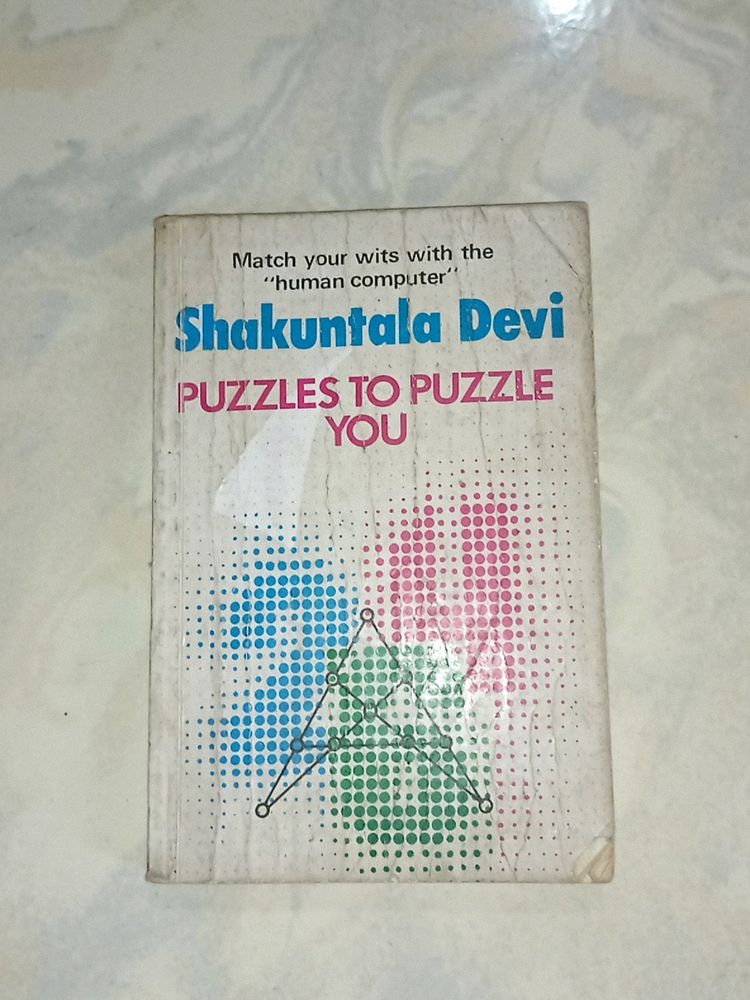 Match your wits with the
"human computer"
Shakuntala Devi
PUZZLES TO PUZZLE
YOU